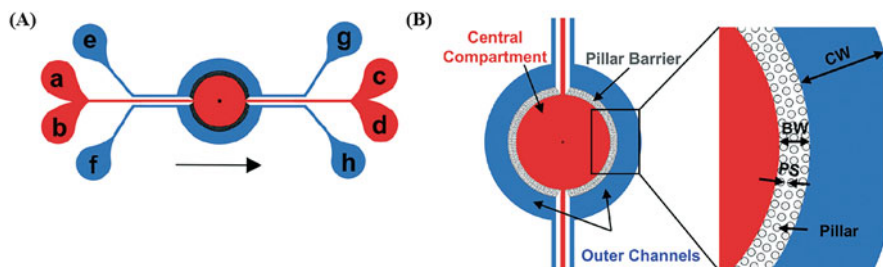 (A)
e
g
a
c
b
d
f
h
(B)
Central
Compartment
Pillar Barrier
Outer Channels
CW
BW
PS
Pillar